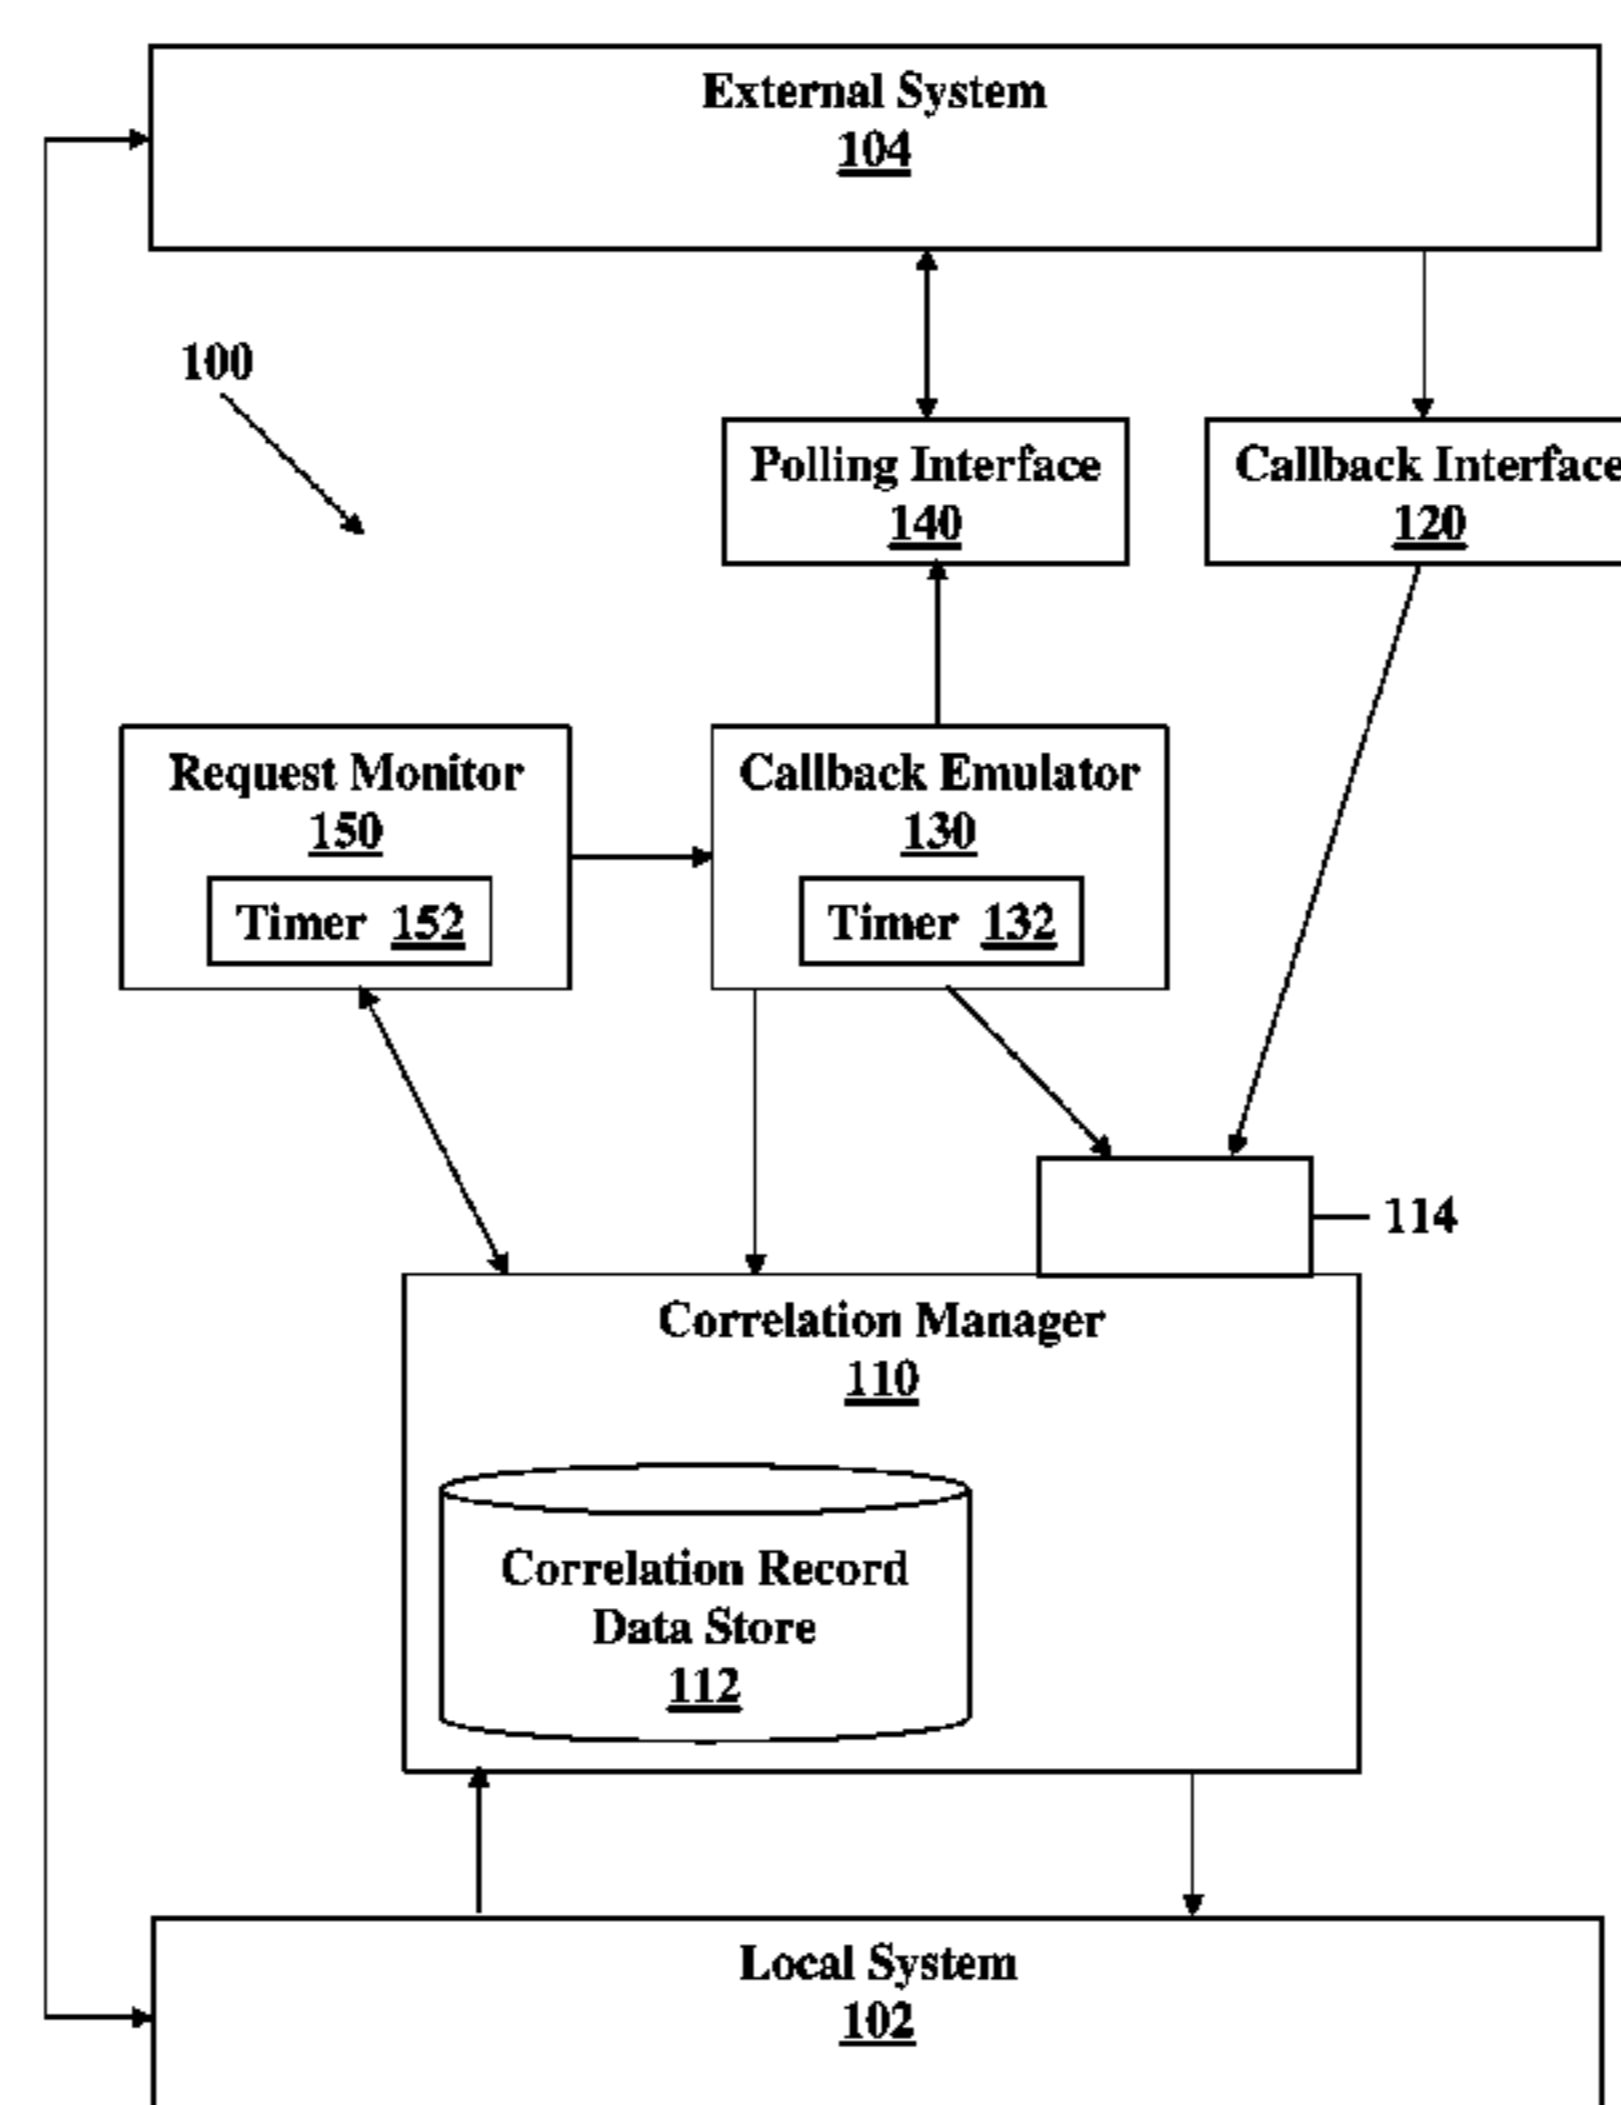 External System
104
100
Polling Interface
140
Callback Interface
120
Request Monitor
150
Timer 152
Callback Emulator
130
Timer 132
114
Correlation Manager
110
Correlation Record
Data Store
112
Local System
102